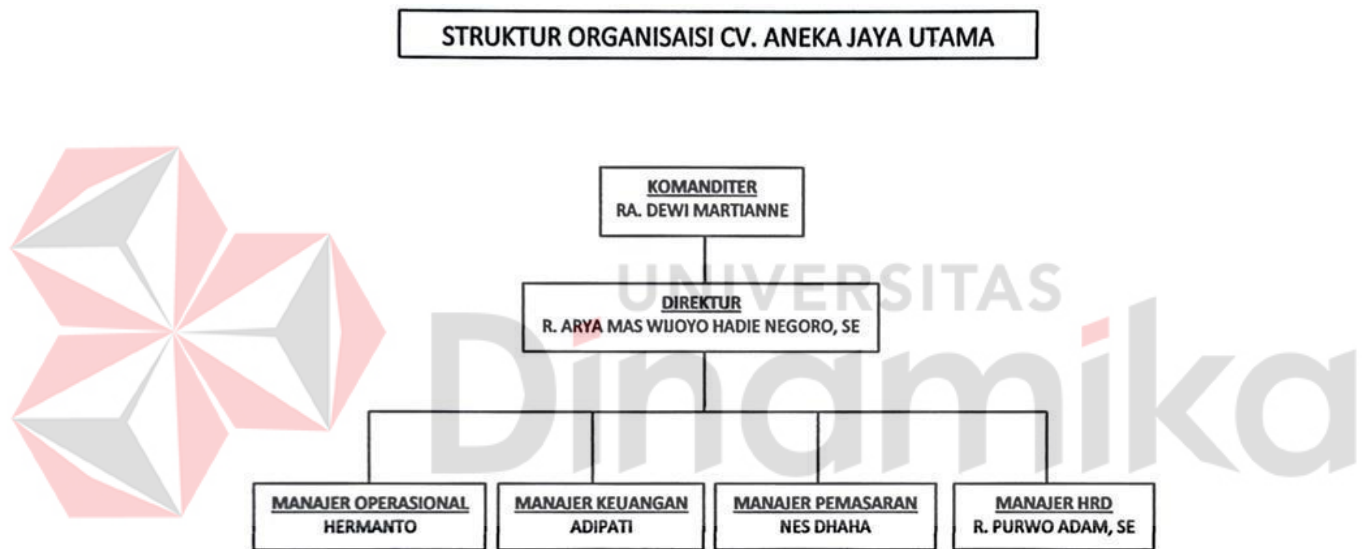 STRUKTUR ORGANISAISI CV. ANEKA JAYA UTAMA
KOMANDITER
RA. DEWI MARTIANNE
UNIVERSITAS
Dinamika
DIREKTUR
R. ARYA MAS WIJOYO HADIE NEGORO, SE
MANAJER OPERASIONAL
HERMANTO
MANAJER KEUANGAN
ADIPATI
MANAJER PEMASARAN
NES DHAHA
MANAJER HRD
R. PURWO ADAM, SE